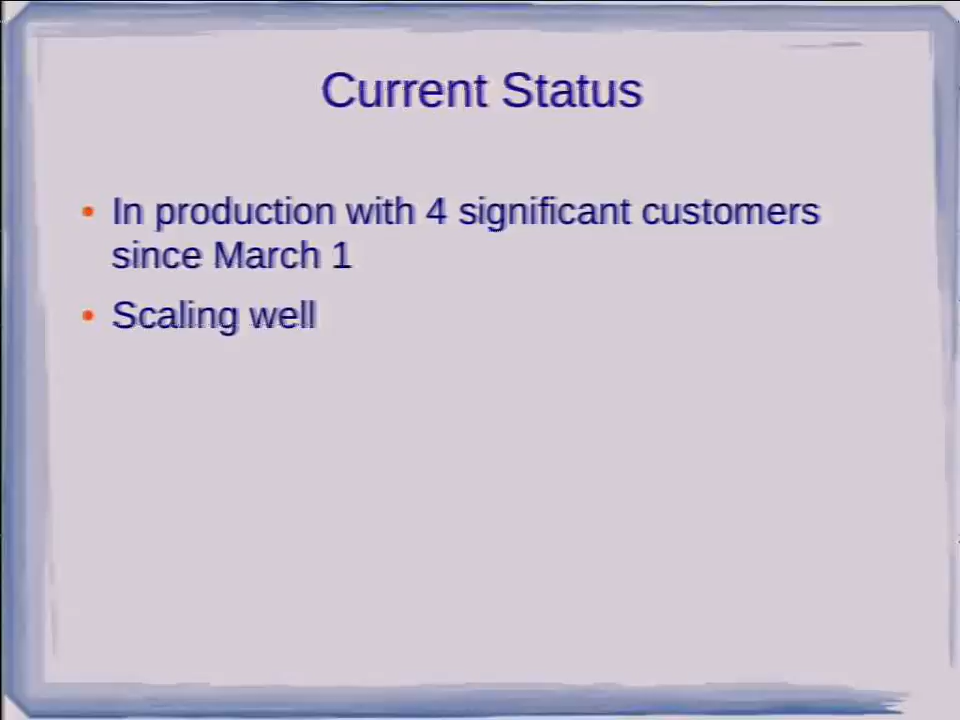 Current Status
• In production with 4 significant customers
since March 1
• Scaling well